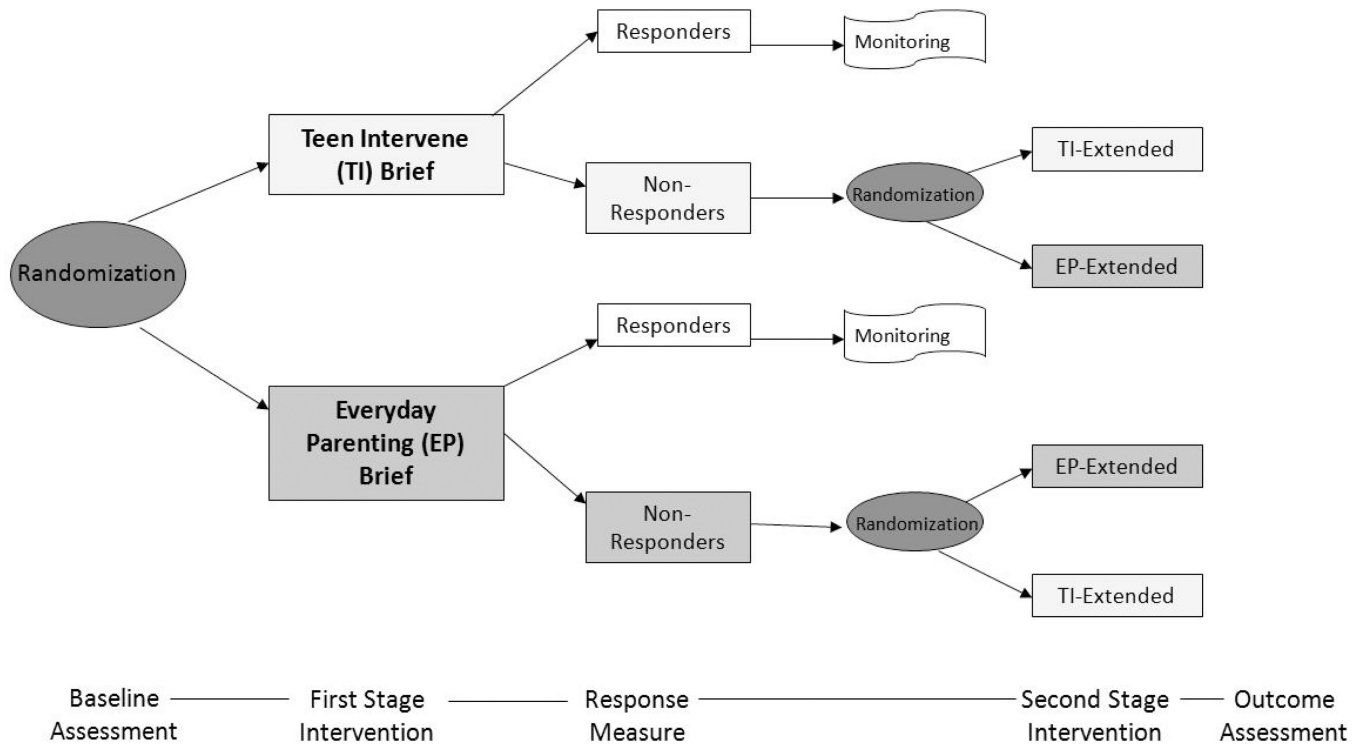 Responders
Monitoring
Teen Intervene
(TI) Brief
TI-Extended
Non-
Responders
Randomization
EP-Extended
Randomization
Responders
Monitoring
Everyday
Parenting (EP)
Brief
EP-Extended
Non-
Responders
Randomization
TI-Extended
Baseline
Assessment
First Stage
Intervention
Response
Measure
Second Stage
Intervention
Outcome
Assessment